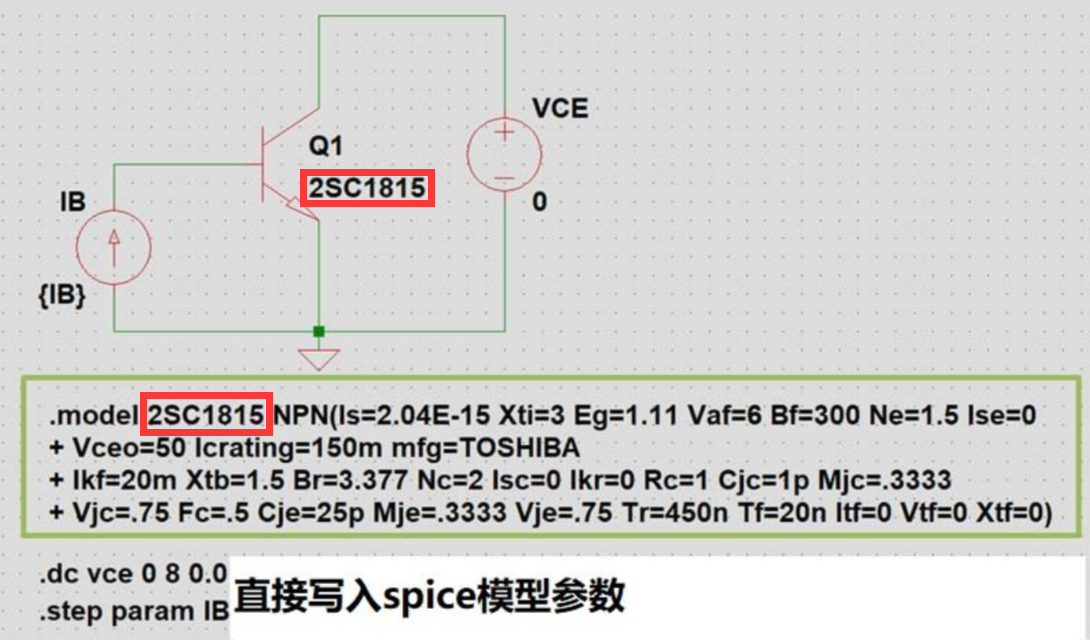 VCE
Q1
2SC1815
IB
0
{IB}
.model 2SC1815 NPN(Is=2.04E-15 Xti=3 Eg=1.11 Vaf=6 Bf=300 Ne=1.5 Ise=0
+ Vceo=50 Icrating=150m mfg=TOSHIBA
+ Ikf=20m Xtb=1.5 Br=3.377 Nc=2 Isc=0 Ikr=0 Rc=1 Cjc=1p Mjc=.3333
+ Vjc=.75 Fc=.5 Cje=25p Mje=.3333 Vje=.75 Tr=450n Tf=20n Itf=0 Vtf=0 Xtf=0)
.dc vce 0 8 0.0
.step param IB
直接写入spice模型参数